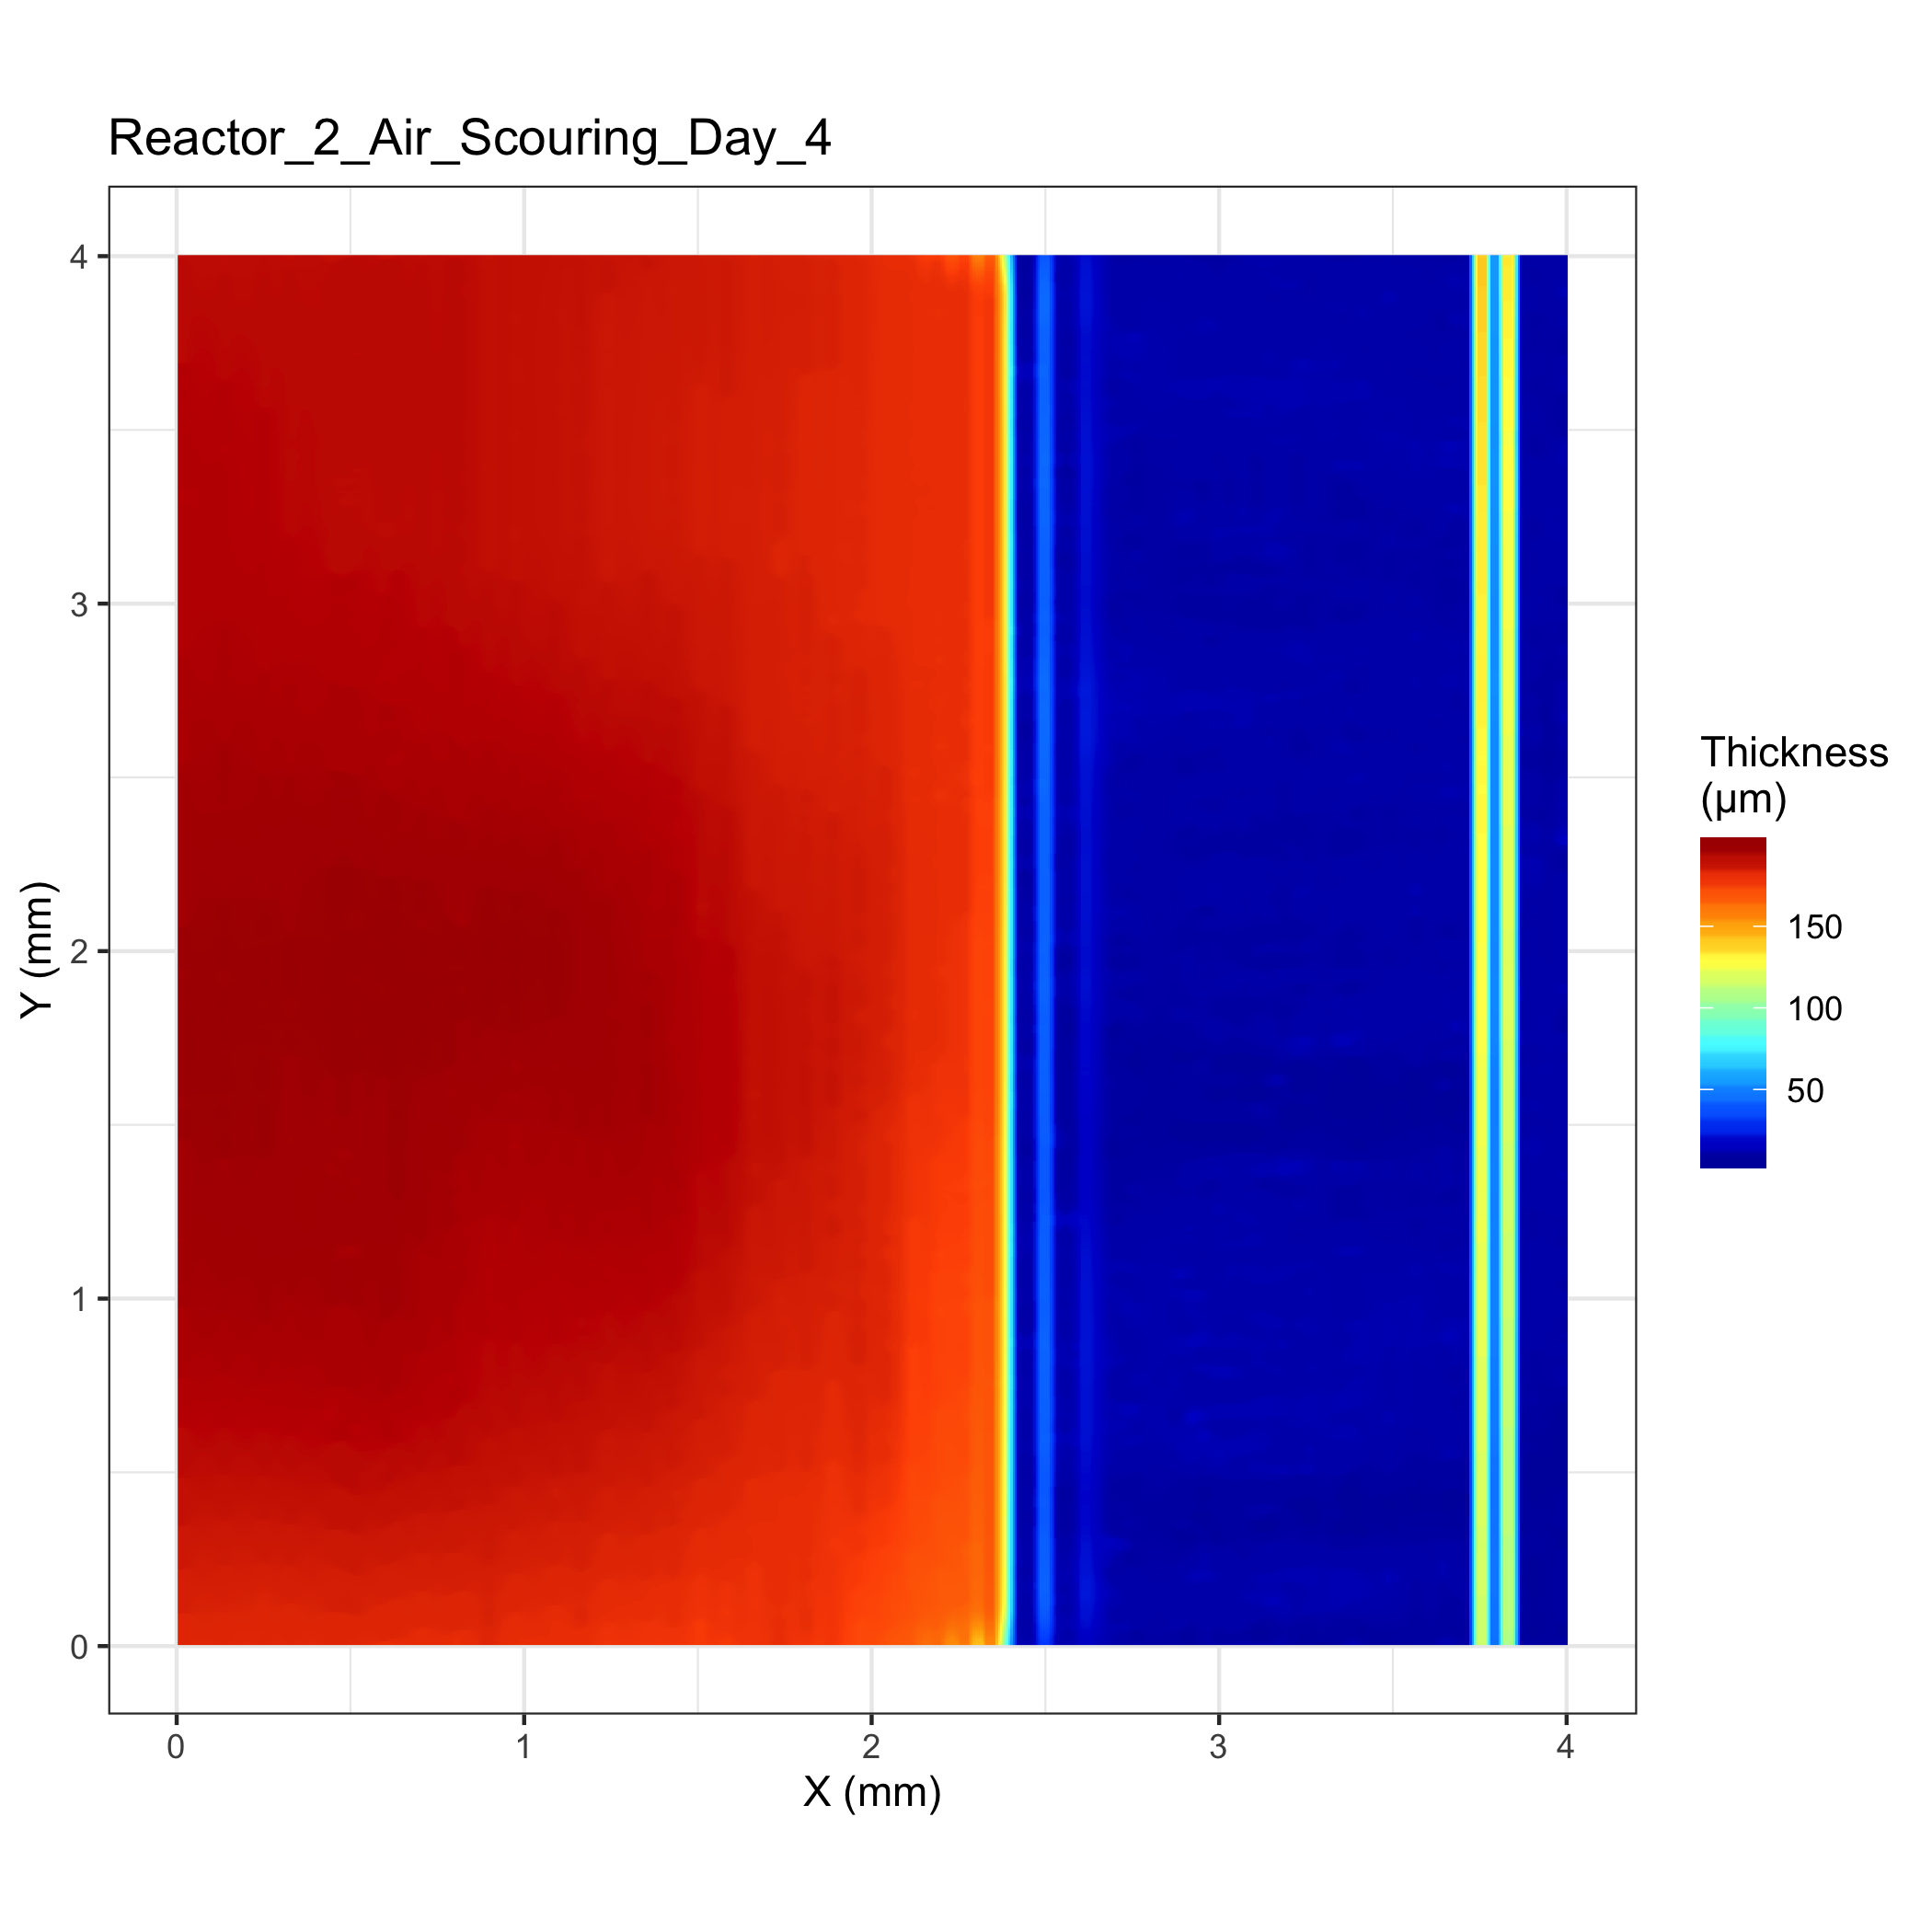 Reactor_2_Air_Scouring_Day_4
4
3
2
1
0
Y (mm)
0 1 2 3 4
X (mm)
Thickness
(μm)
150
100
50